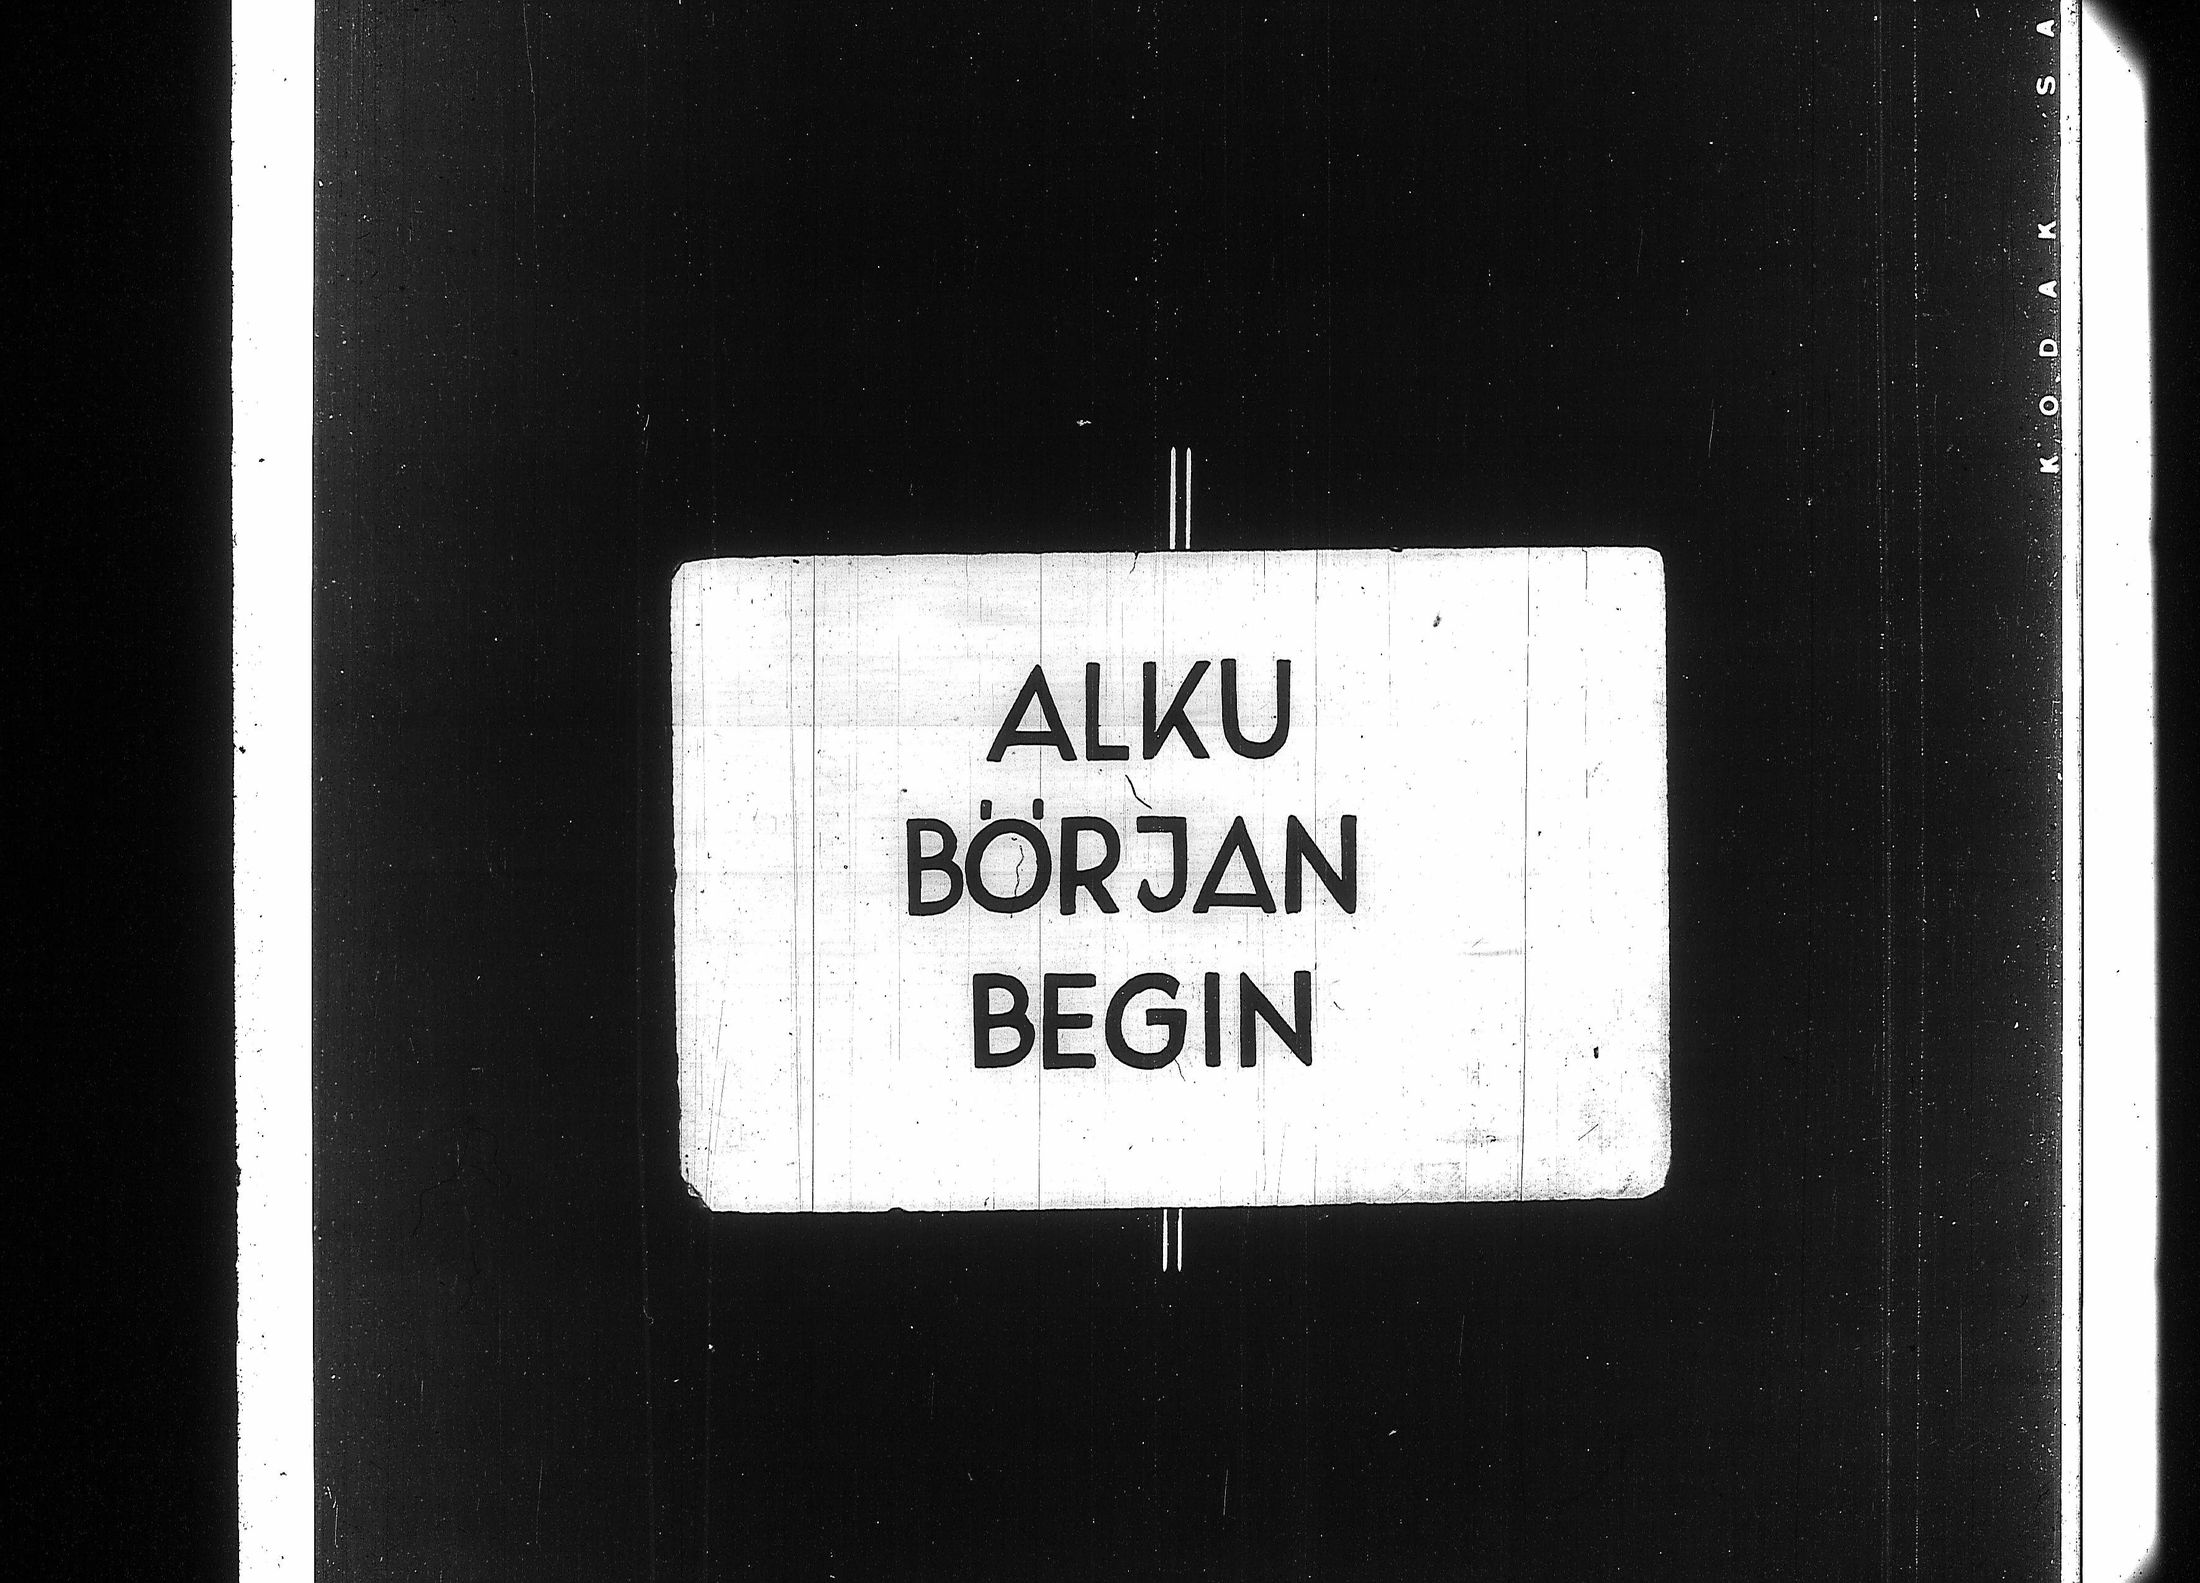 ALKU
BÖRJAN
BEGIN
KODAK SA